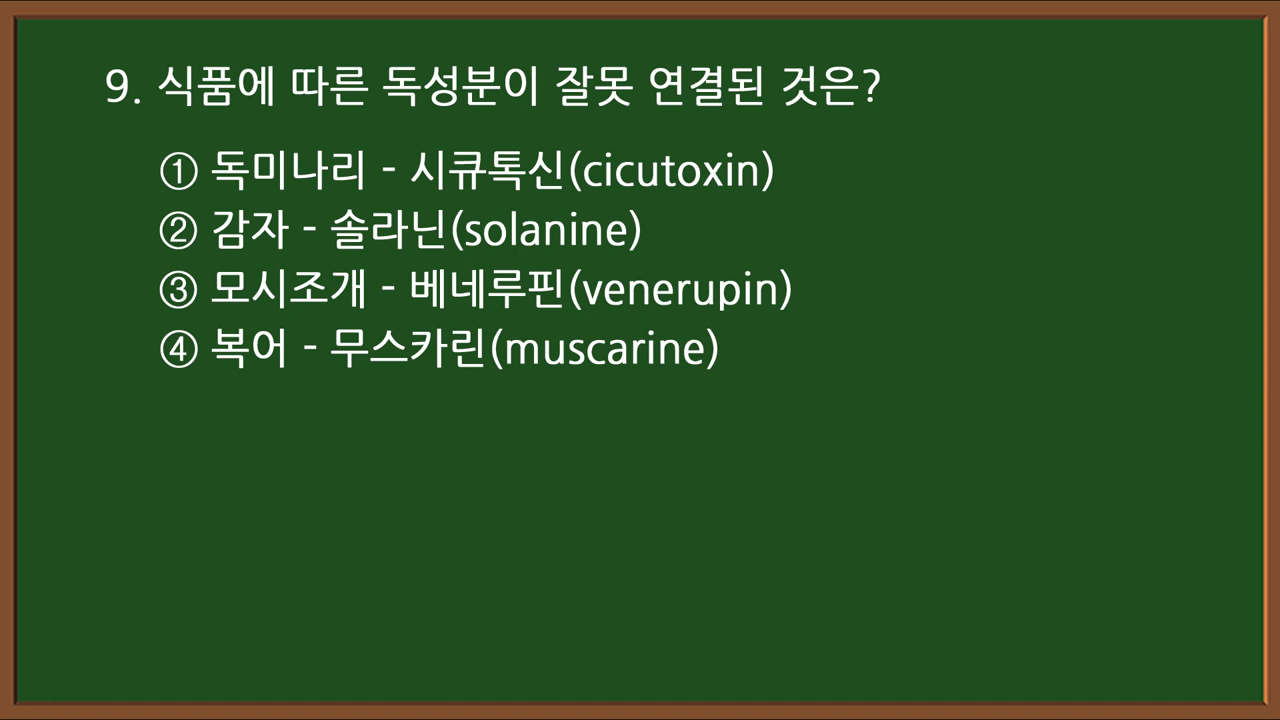 9. 식품에 따른 독성분이 잘못 연결된 것은?
① 독미나리 - 시큐톡신(cicutoxin)
② 감자 - 솔라닌(solanine)
③ 모시조개 - 베네루핀(venerupin)
④ 복어 - 무스카린(muscarine)